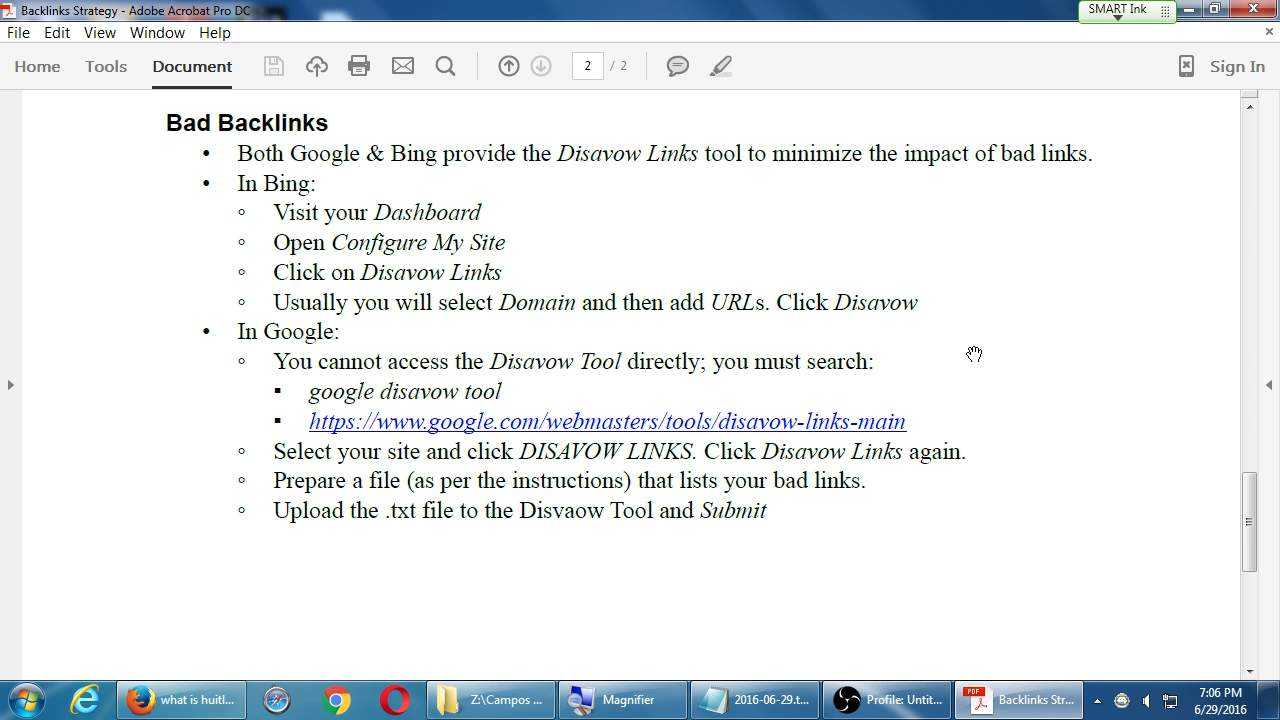 Backlinks Strategy - Adobe Acrobat Pro DC
SMART Ink
File Edit View Window Help
Home Tools Document 2 / 2 Sign In
Bad Backlinks
• Both Google & Bing provide the Disavow Links tool to minimize the impact of bad links.
• In Bing:
◦ Visit your Dashboard
◦ Open Configure My Site
◦ Click on Disavow Links
◦ Usually you will select Domain and then add URLs. Click Disavow
• In Google:
◦ You cannot access the Disavow Tool directly; you must search:
▪ google disavow tool
▪ https://www.google.com/webmasters/tools/disavow-links-main
◦ Select your site and click DISAVOW LINKS. Click Disavow Links again.
◦ Prepare a file (as per the instructions) that lists your bad links.
◦ Upload the .txt file to the Disvaow Tool and Submit
what is huitl... Z:\Campos ... Magnifier 2016-06-29.t... Profile: Untit... PDF Backlinks Str... 7:06 PM
6/29/2016